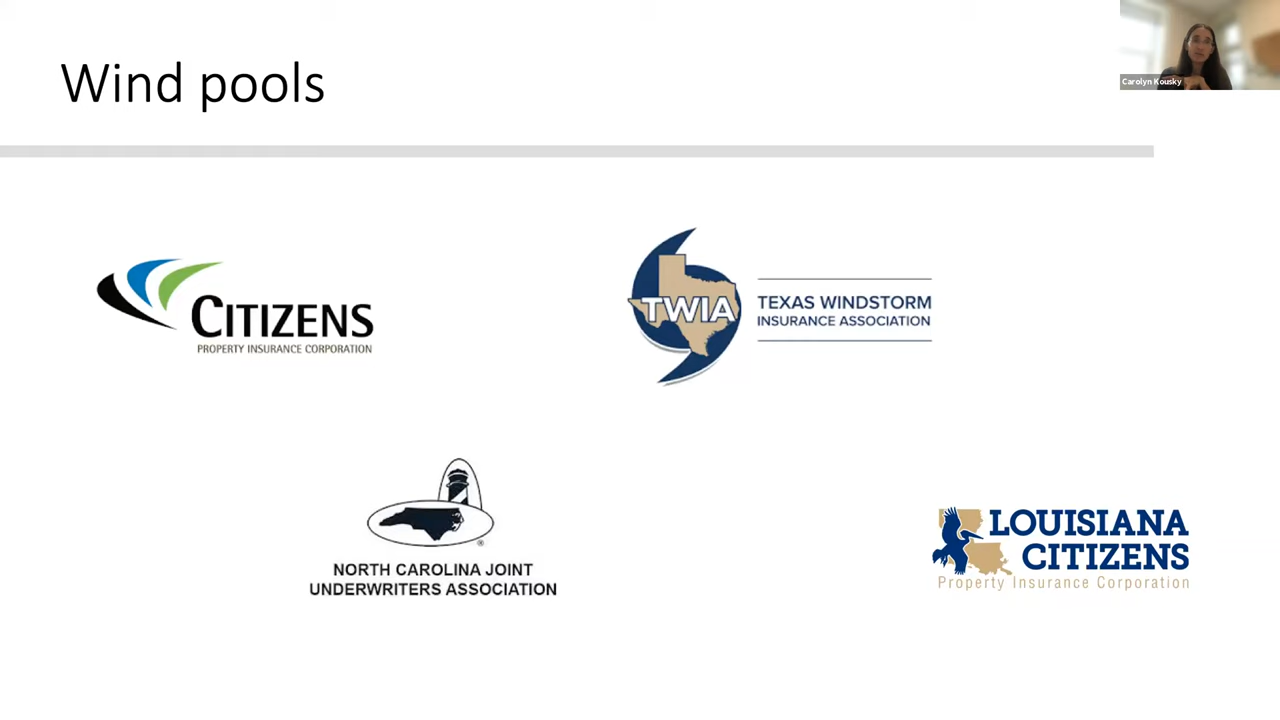 Wind pools
Carolyn Kousky
CITIZENS
PROPERTY INSURANCE CORPORATION
TWIA
TEXAS WINDSTORM
INSURANCE ASSOCIATION
NORTH CAROLINA JOINT
UNDERWRITERS ASSOCIATION
®
LOUISIANA
CITIZENS
Property Insurance Corporation